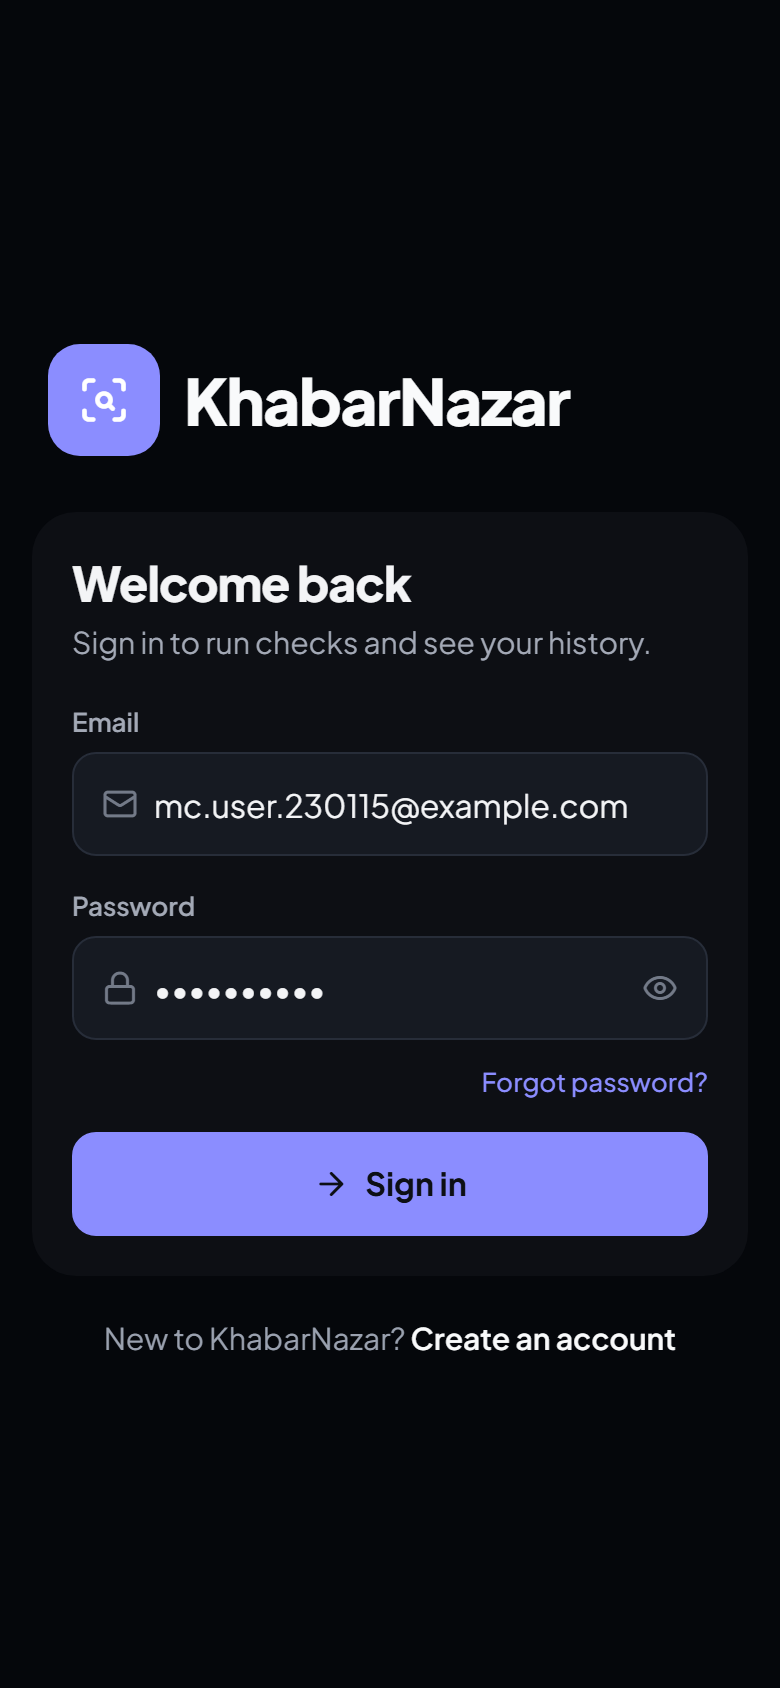 KhabarNazar
Welcome back
Sign in to run checks and see your history.
Email
mc.user.230115@example.com
Password
••••••••••
Forgot password?
Sign in
New to KhabarNazar? Create an account